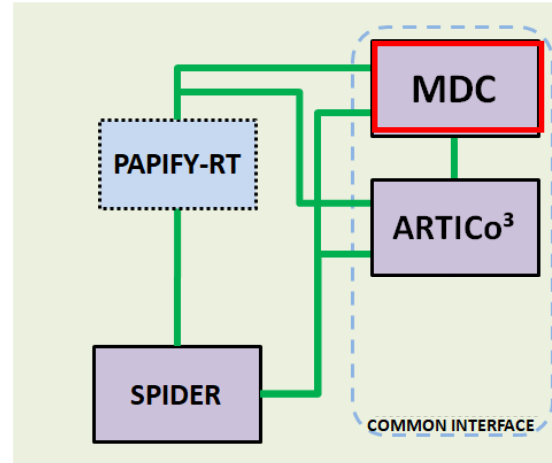 MDC
PAPIFY-RT
ARTICo³
SPIDER
COMMON INTERFACE